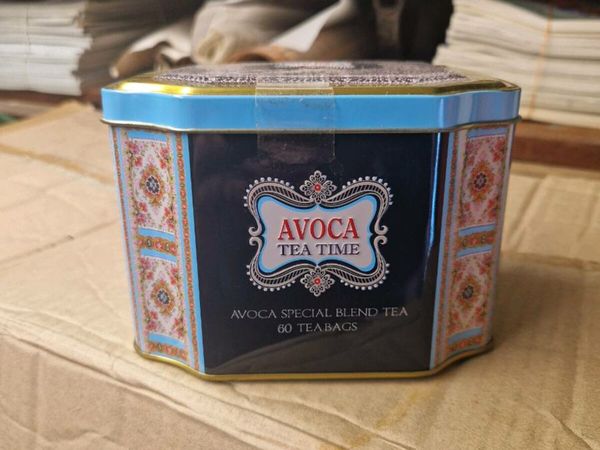 AVOCA
TEA TIME
AVOCA SPECIAL BLEND TEA
60 TEABAGS